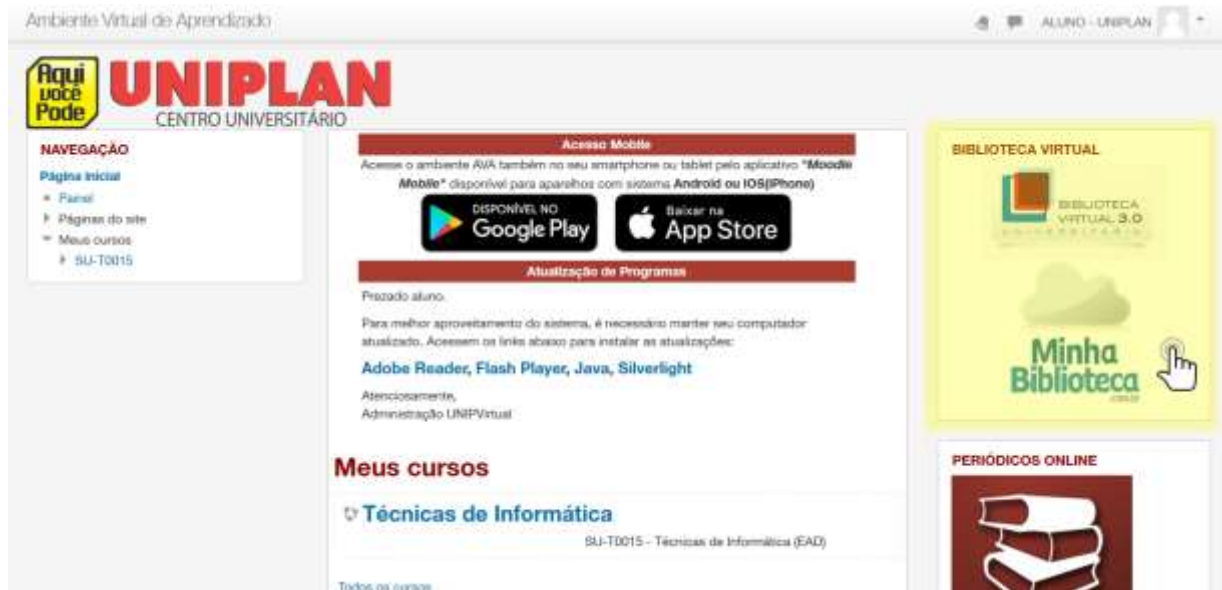 Ambiente Virtual de Aprendizado
ALUNO - UNIPLAN
Aqui
você
Pode
UNIPLAN
CENTRO UNIVERSITÁRIO
NAVEGAÇÃO
Página inicial
Painel
Páginas do site
Meus cursos
SU-T0015
Acesso Mobile
Acesse o ambiente AVA também no seu smartphone ou tablet pelo aplicativo "Moodle
Mobile" disponível para aparelhos com sistema Android ou IOS(iPhone)
DISPONÍVEL NO
Google Play
Baixar na
App Store
Atualização de Programas
Prezado aluno.
Para melhor aproveitamento do sistema, é necessário manter seu computador
atualizado. Acessem os links abaixo para instalar as atualizações:
Adobe Reader, Flash Player, Java, Silverlight
Atenciosamente,
Administração UNIPVirtual
Meus cursos
Técnicas de Informática
SU-T0015 - Técnicas de Informática (EAD)
Todos os cursos
BIBLIOTECA VIRTUAL
BIBLIOTECA
VIRTUAL 3.0
UNIVERSITÁRIA
Minha
Biblioteca
.com.br
PERIÓDICOS ONLINE